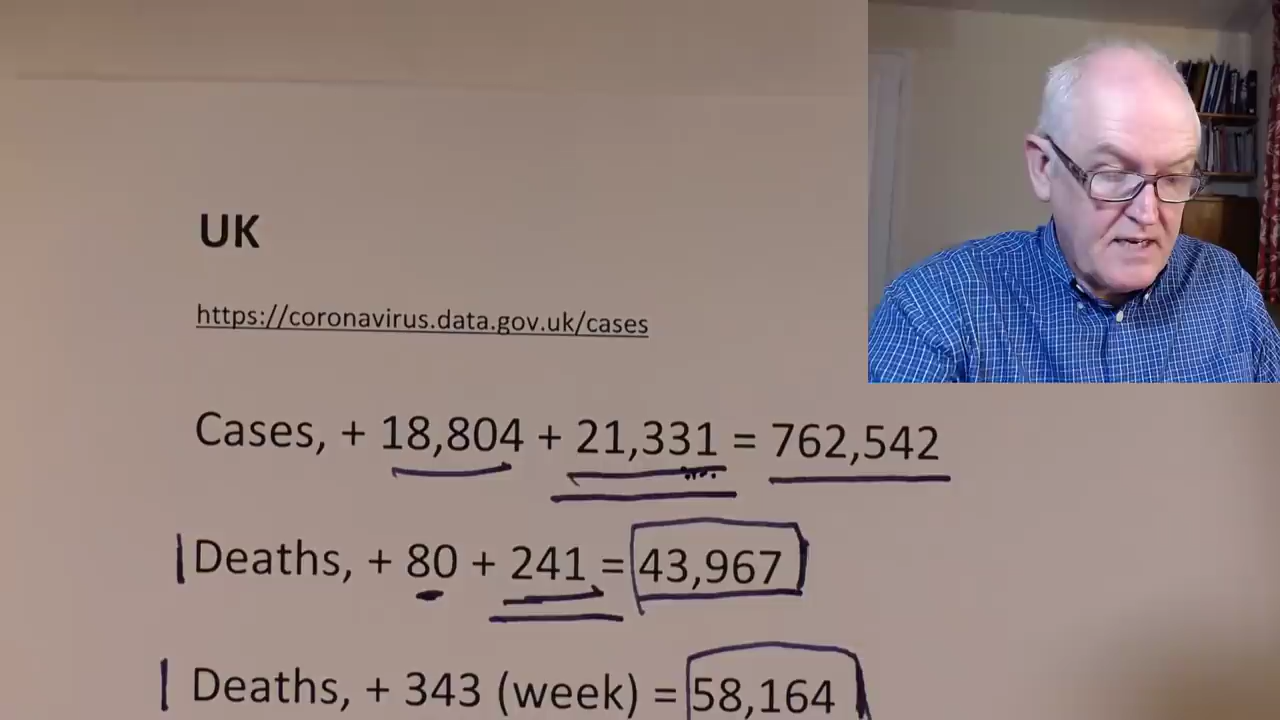 UK
https://coronavirus.data.gov.uk/cases
Cases, + 18,804 + 21,331 = 762,542
Deaths, + 80 + 241 = 43,967
Deaths, + 343 (week) = 58,164